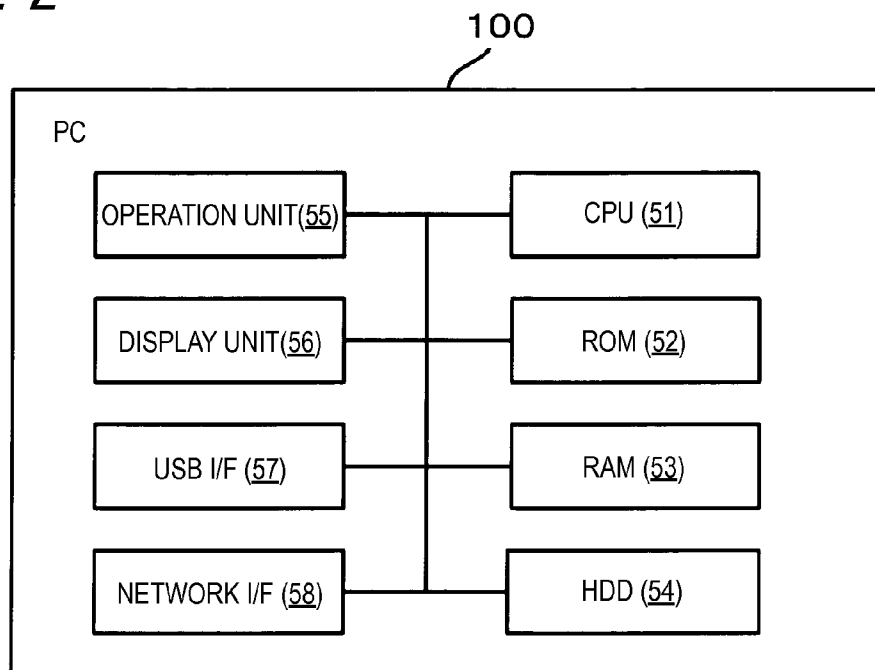 2
100
PC
OPERATION UNIT(55)
CPU (51)
DISPLAY UNIT(56)
ROM (52)
USB I/F (57)
RAM (53)
NETWORK I/F (58)
HDD (54)